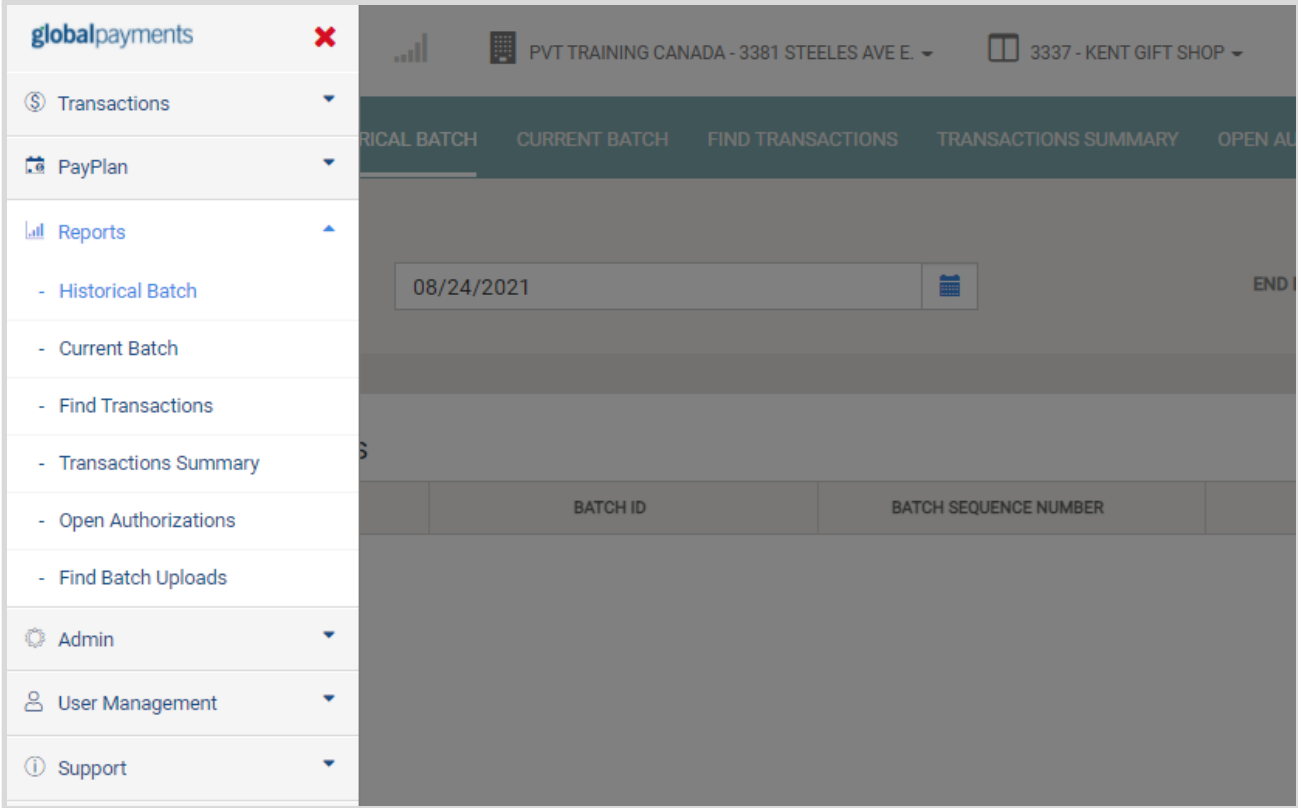 globalpayments
PVT TRAINING CANADA - 3381 STEELES AVE E.
3337 - KENT GIFT SHOP
Transactions
RICAL BATCH
CURRENT BATCH
FIND TRANSACTIONS
TRANSACTIONS SUMMARY
OPEN AU
PayPlan
Reports
- Historical Batch
08/24/2021
END
- Current Batch
- Find Transactions
- Transactions Summary
S
- Open Authorizations
BATCH ID
BATCH SEQUENCE NUMBER
- Find Batch Uploads
Admin
User Management
Support